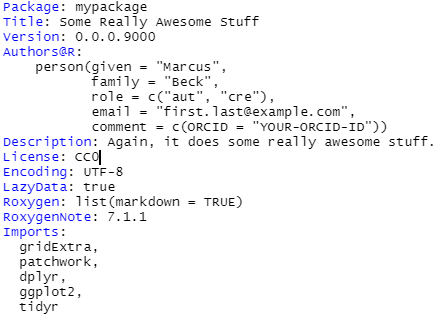 Package: mypackage
Title: Some Really Awesome Stuff
Version: 0.0.0.9000
Authors@R:
    person(given = "Marcus",
           family = "Beck",
           role = c("aut", "cre"),
           email = "first.last@example.com",
           comment = c(ORCID = "YOUR-ORCID-ID"))
Description: Again, it does some really awesome stuff.
License: CC0
Encoding: UTF-8
LazyData: true
Roxygen: list(markdown = TRUE)
RoxygenNote: 7.1.1
Imports:
  gridExtra,
  patchwork,
  dplyr,
  ggplot2,
  tidyr